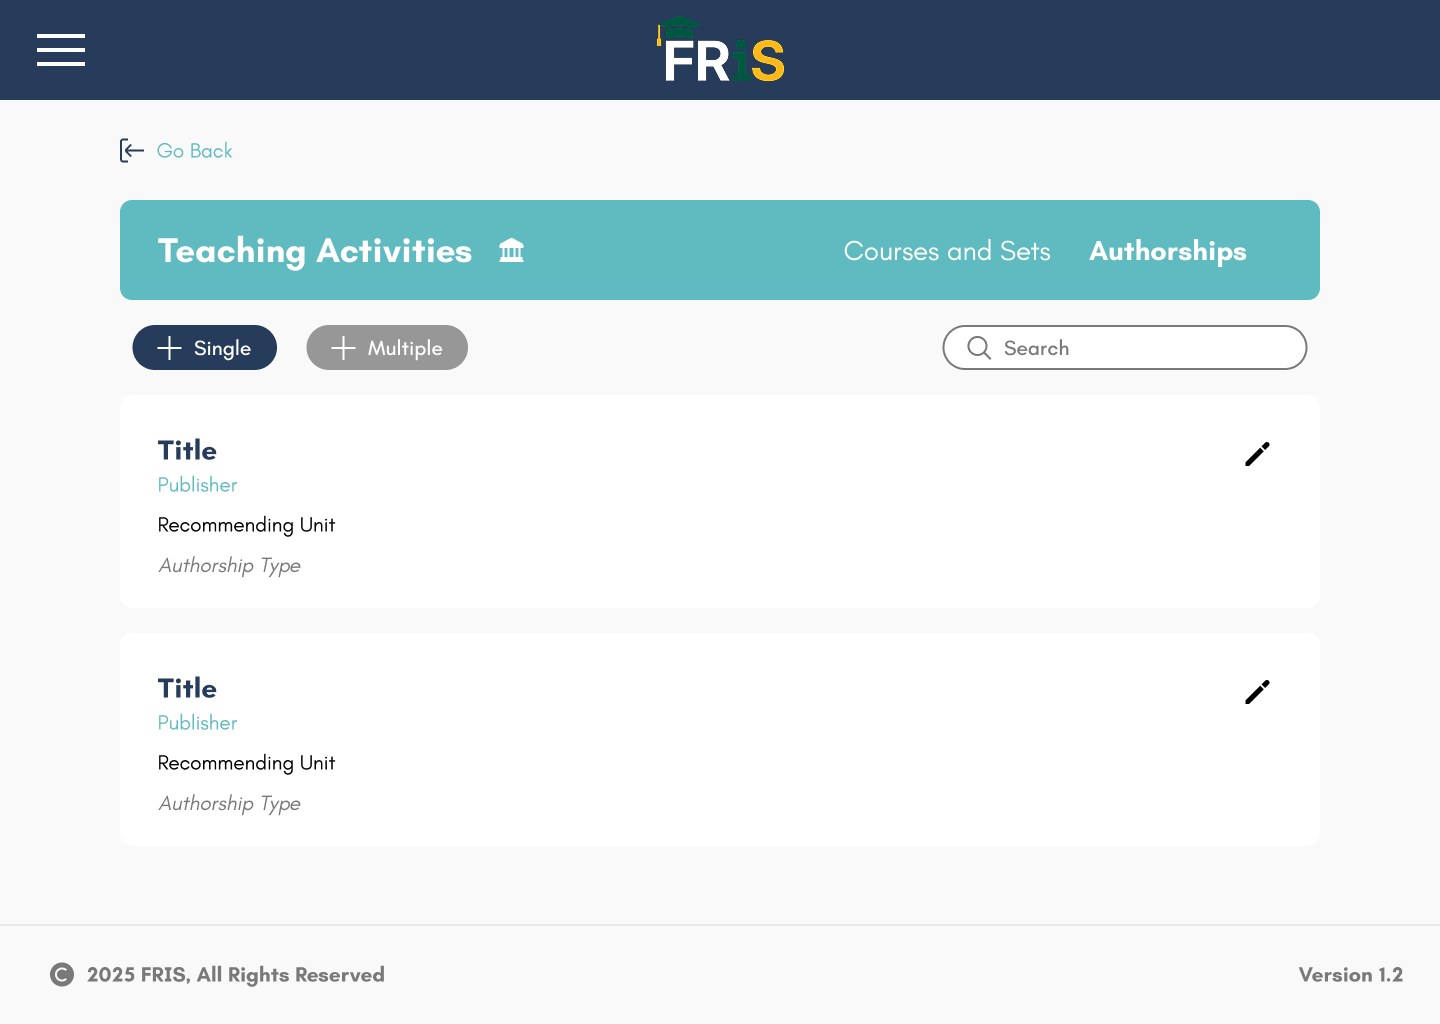 FRiS
Go Back
Teaching Activities
Courses and Sets
Authorships
Single
Multiple
Search
Title
Publisher
Recommending Unit
Authorship Type
Title
Publisher
Recommending Unit
Authorship Type
© 2025 FRIS, All Rights Reserved
Version 1.2